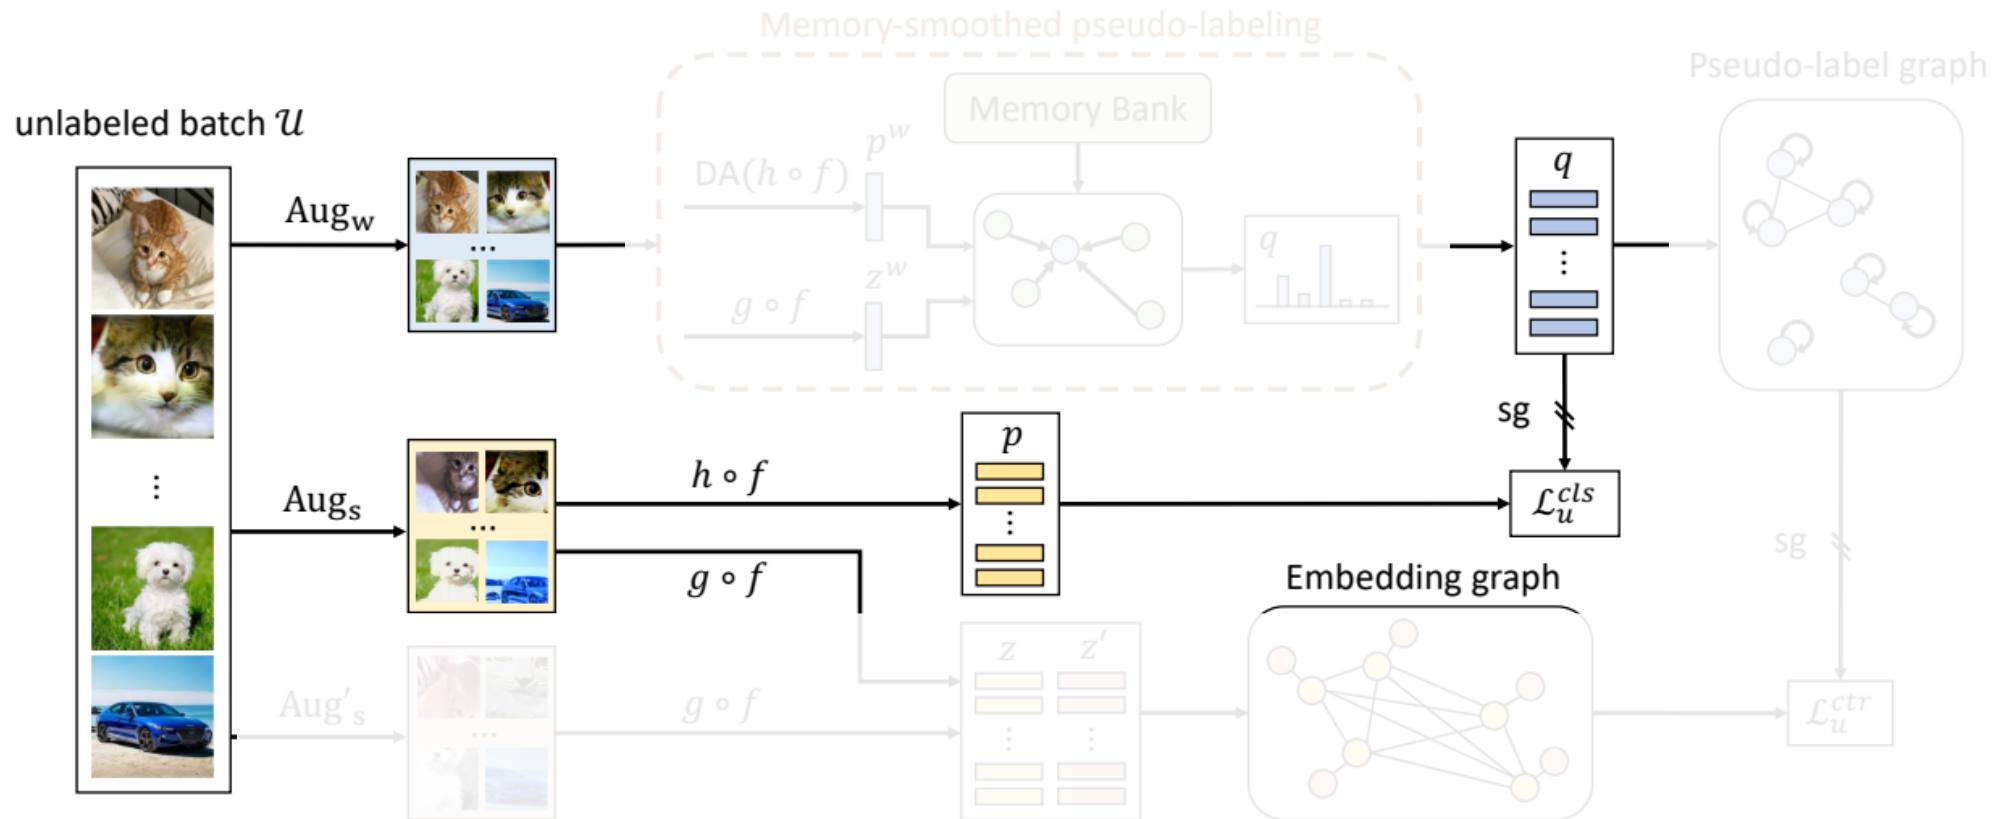 Memory-smoothed pseudo-labeling
Pseudo-label graph
unlabeled batch 𝒰
Memory Bank
Aug_w
DA(h ∘ f)
p^w
g ∘ f
z^w
q
...
q
⋮
⋮
sg
Aug_s
...
h ∘ f
g ∘ f
p
⋮
ℒ_u^{cls}
Embedding graph
sg
Aug'_s
...
g ∘ f
z z'
⋮ ⋮
ℒ_u^{ctr}